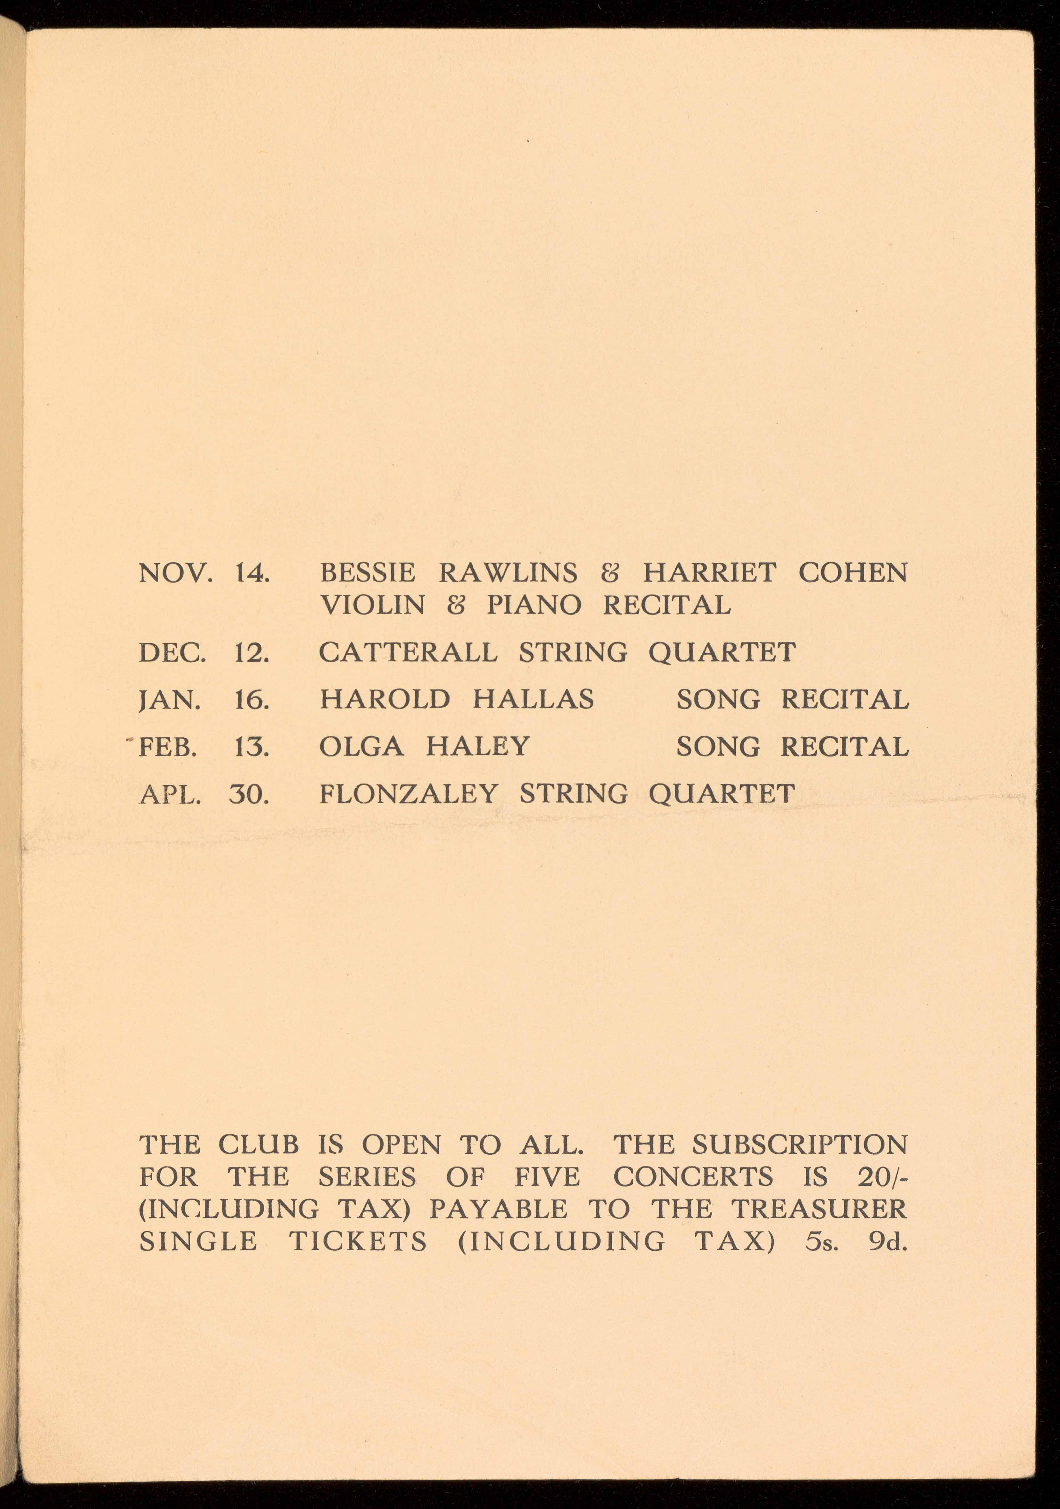 NOV. 14. BESSIE RAWLINS & HARRIET COHEN
VIOLIN & PIANO RECITAL
DEC. 12. CATTERALL STRING QUARTET
JAN. 16. HAROLD HALLAS SONG RECITAL
FEB. 13. OLGA HALEY SONG RECITAL
APL. 30. FLONZALEY STRING QUARTET
THE CLUB IS OPEN TO ALL. THE SUBSCRIPTION
FOR THE SERIES OF FIVE CONCERTS IS 20/-
(INCLUDING TAX) PAYABLE TO THE TREASURER
SINGLE TICKETS (INCLUDING TAX) 5s. 9d.